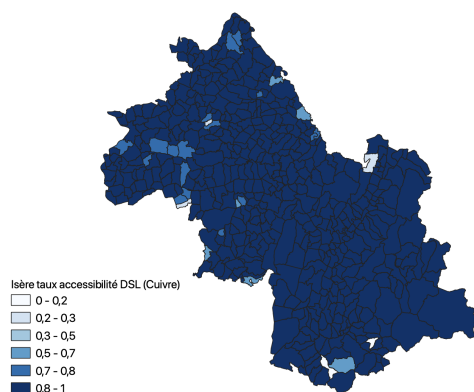 Isère taux accessibilité DSL (Cuivre)
0 - 0,2
0,2 - 0,3
0,3 - 0,5
0,5 - 0,7
0,7 - 0,8
0,8 - 1